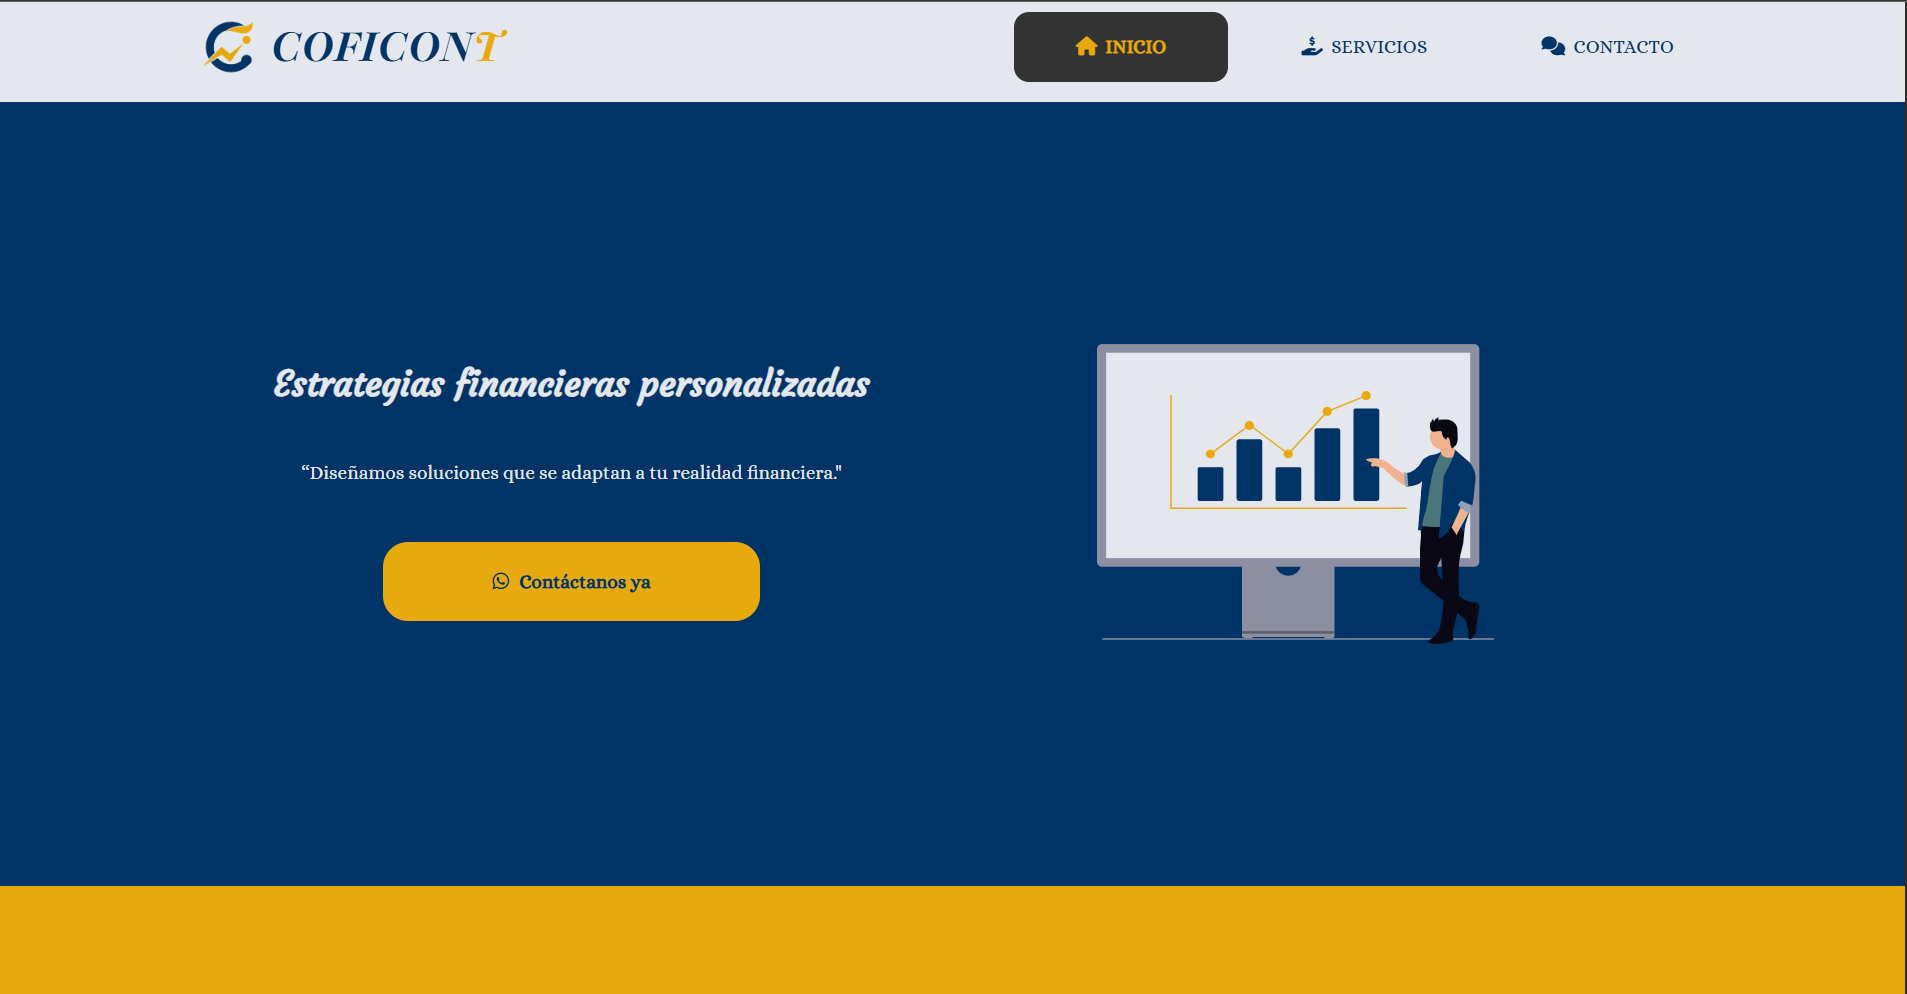 COFICONT
INICIO
SERVICIOS
CONTACTO
Estrategias financieras personalizadas
“Diseñamos soluciones que se adaptan a tu realidad financiera."
Contáctanos ya